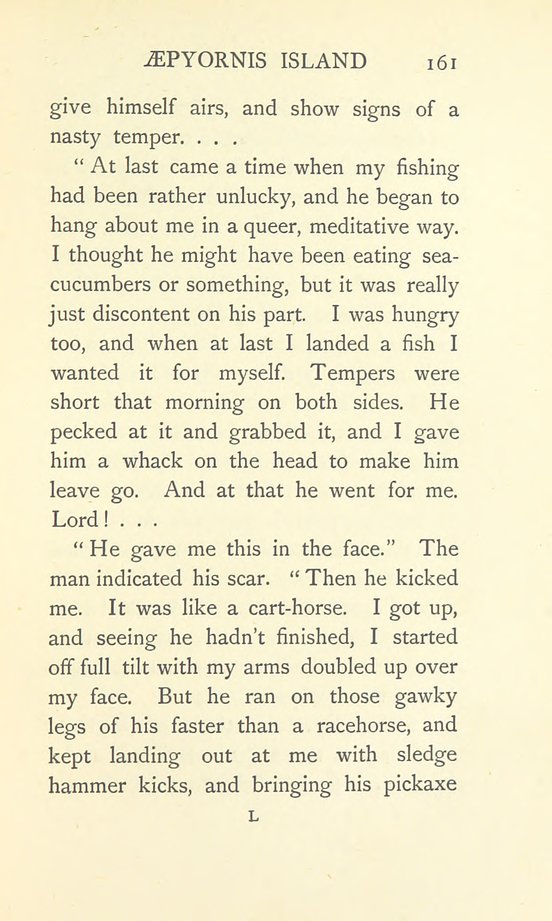 ÆPYORNIS ISLAND 161
give himself airs, and show signs of a
nasty temper. . . .
“ At last came a time when my fishing
had been rather unlucky, and he began to
hang about me in a queer, meditative way.
I thought he might have been eating sea-
cucumbers or something, but it was really
just discontent on his part. I was hungry
too, and when at last I landed a fish I
wanted it for myself. Tempers were
short that morning on both sides. He
pecked at it and grabbed it, and I gave
him a whack on the head to make him
leave go. And at that he went for me.
Lord ! . . .
“ He gave me this in the face.” The
man indicated his scar. “ Then he kicked
me. It was like a cart-horse. I got up,
and seeing he hadn't finished, I started
off full tilt with my arms doubled up over
my face. But he ran on those gawky
legs of his faster than a racehorse, and
kept landing out at me with sledge
hammer kicks, and bringing his pickaxe
L